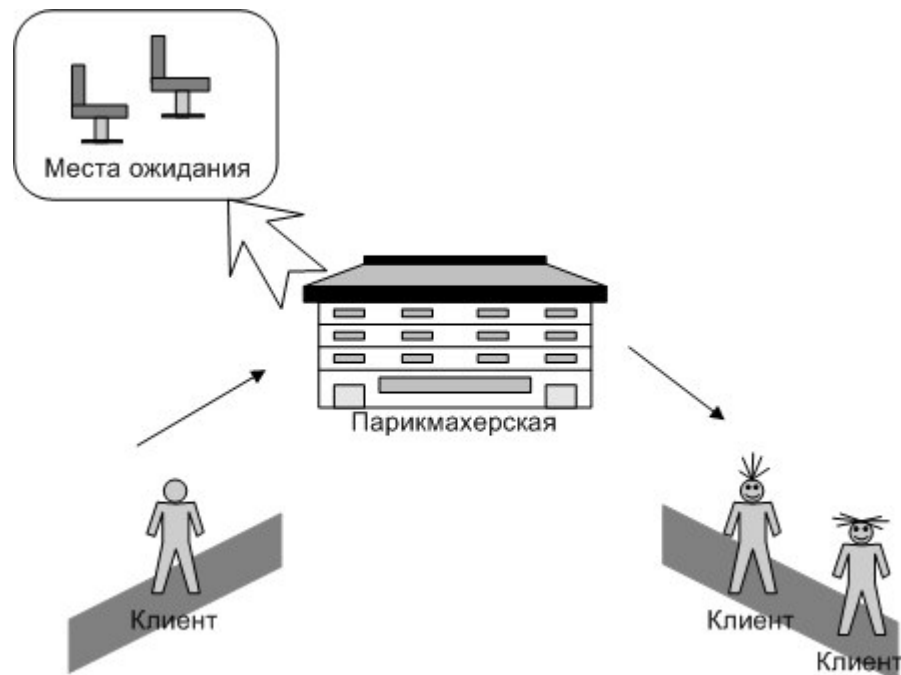 Места ожидания
Парикмахерская
Клиент
Клиент
Клиент